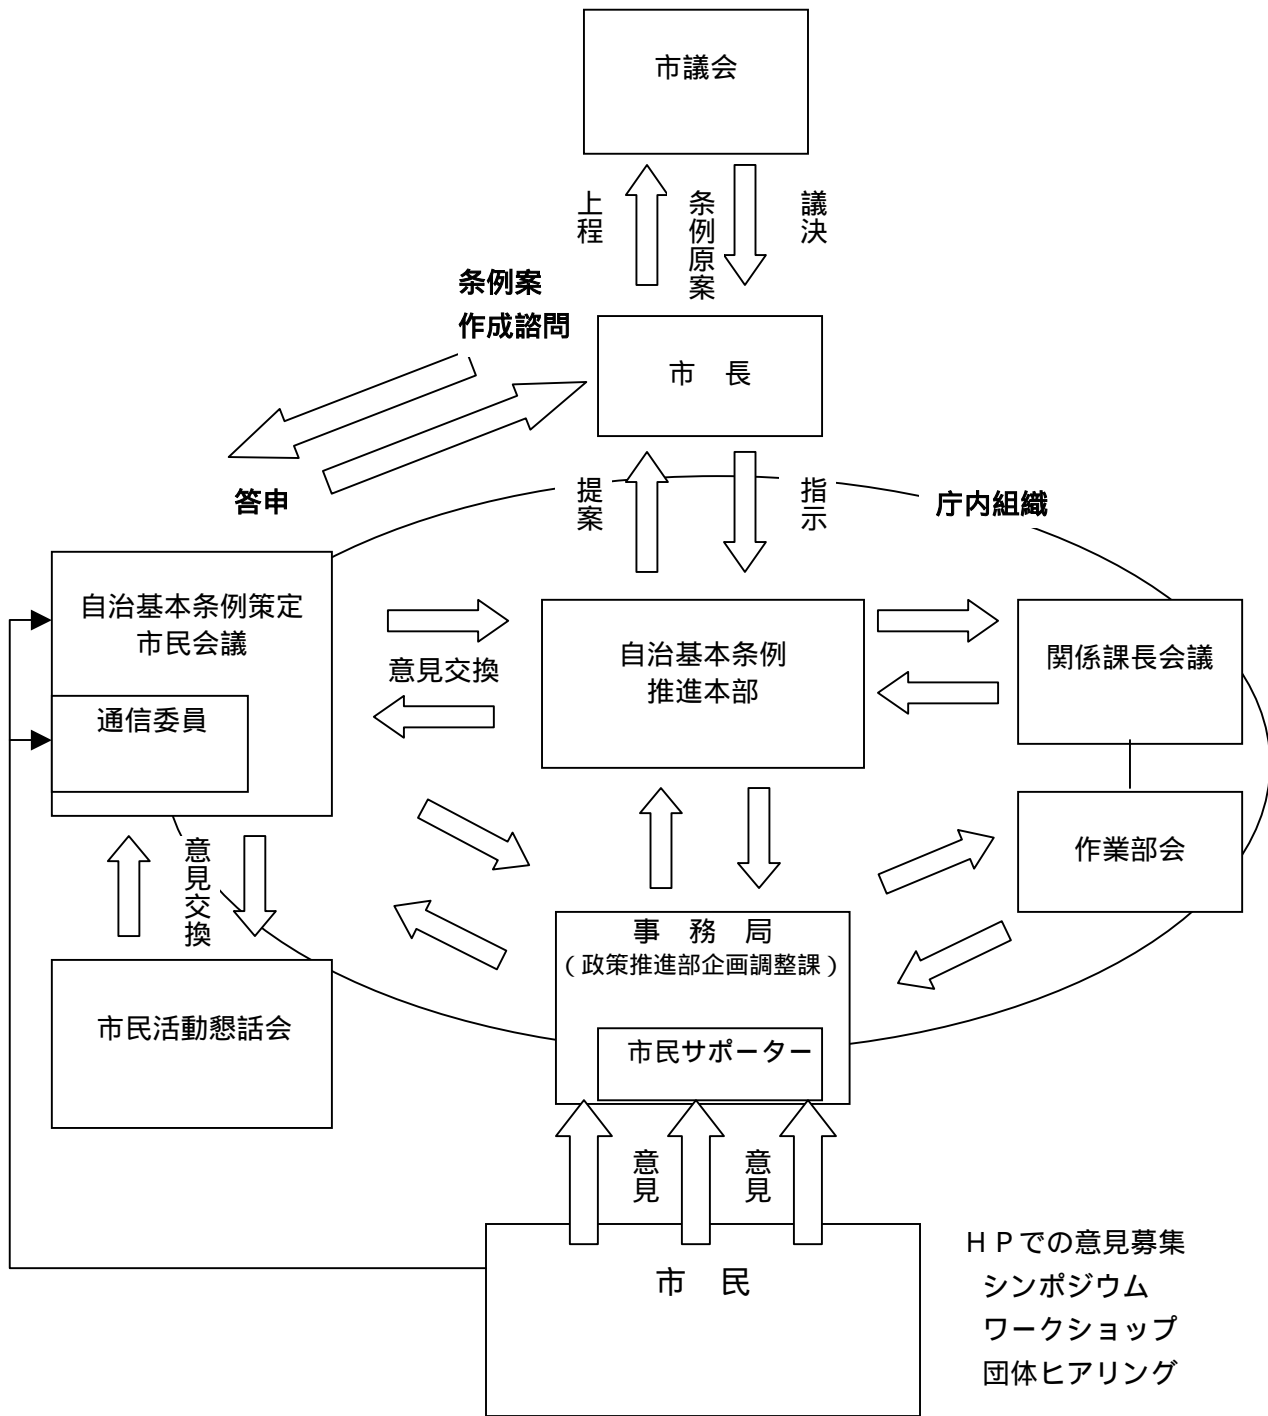 市議会
上程
条例原案
議決
条例案
作成諮問
市　長
答申
提案
指示
庁内組織
自治基本条例策定
市民会議
意見交換
自治基本条例
推進本部
関係課長会議
通信委員
意見交換
作業部会
事　務　局
（政策推進部企画調整課）
市民サポーター
市民活動懇話会
意見
意見
市　民
ＨＰでの意見募集
シンポジウム
ワークショップ
団体ヒアリング